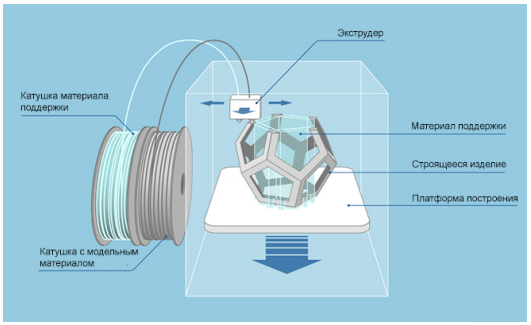 Экструдер
Катушка материала
поддержки
Материал поддержки
Строящееся изделие
Платформа построения
Катушка с модельным
материалом